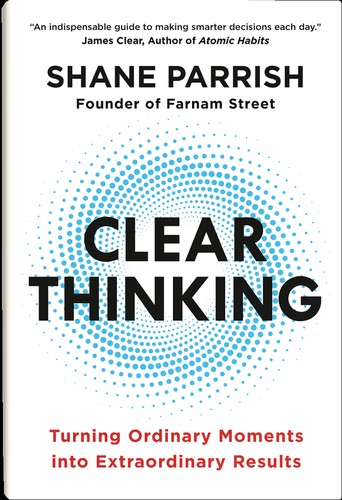 “An indispensable guide to making smarter decisions each day.”
James Clear, Author of Atomic Habits
SHANE PARRISH
Founder of Farnam Street
CLEAR
THINKING
Turning Ordinary Moments
into Extraordinary Results